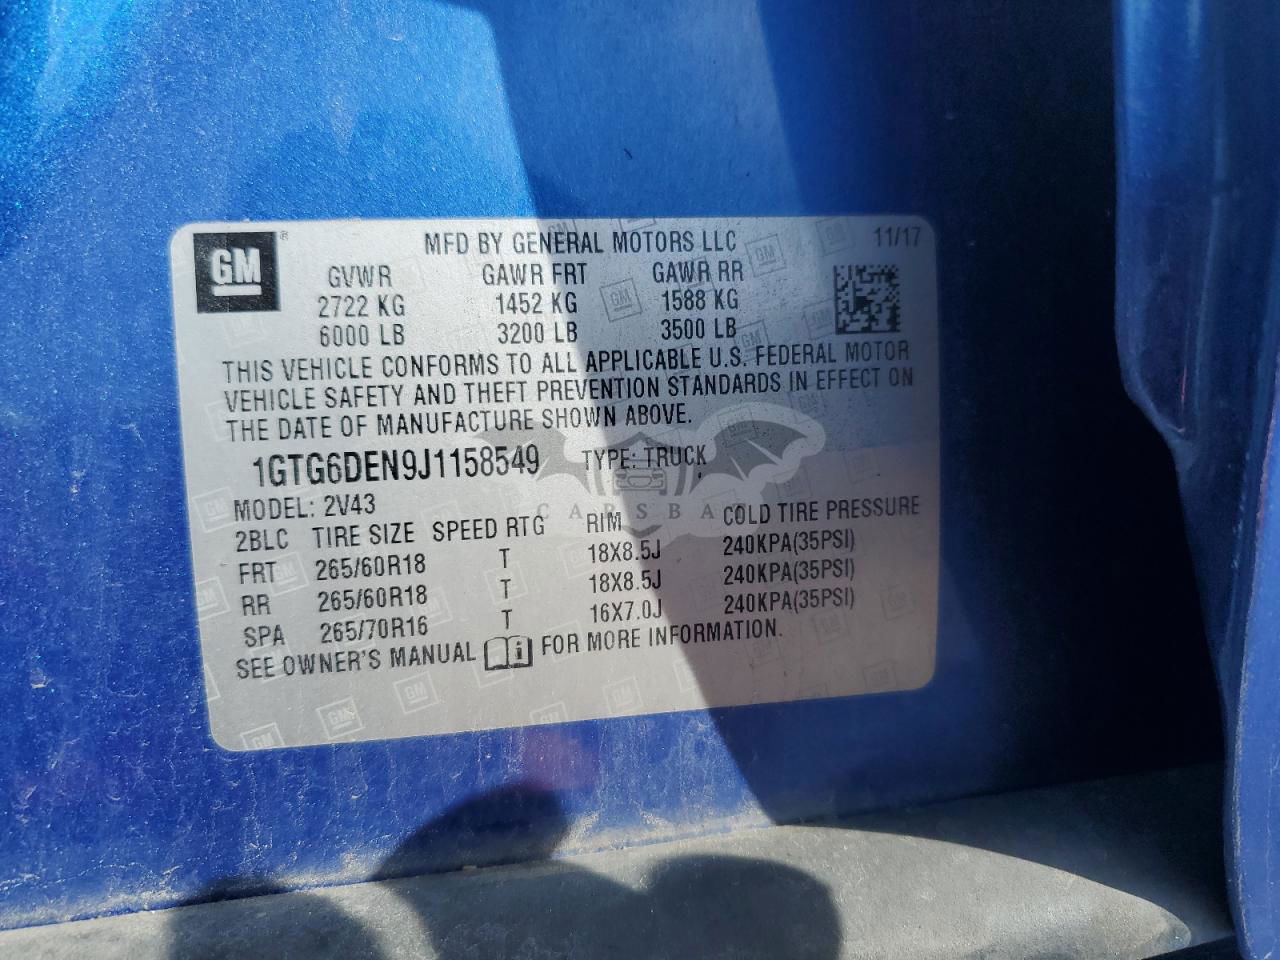 GM ® MFD BY GENERAL MOTORS LLC 11/17
GVWR GAWR FRT GAWR RR
2722 KG 1452 KG 1588 KG
6000 LB 3200 LB 3500 LB
THIS VEHICLE CONFORMS TO ALL APPLICABLE U.S. FEDERAL MOTOR
VEHICLE SAFETY AND THEFT PREVENTION STANDARDS IN EFFECT ON
THE DATE OF MANUFACTURE SHOWN ABOVE.
1GTG6DEN9J1158549 TYPE: TRUCK
MODEL: 2V43
2BLC TIRE SIZE SPEED RTG RIM COLD TIRE PRESSURE
FRT 265/60R18 T 18X8.5J 240KPA(35PSI)
RR 265/60R18 T 18X8.5J 240KPA(35PSI)
SPA 265/70R16 T 16X7.0J 240KPA(35PSI)
SEE OWNER'S MANUAL FOR MORE INFORMATION.